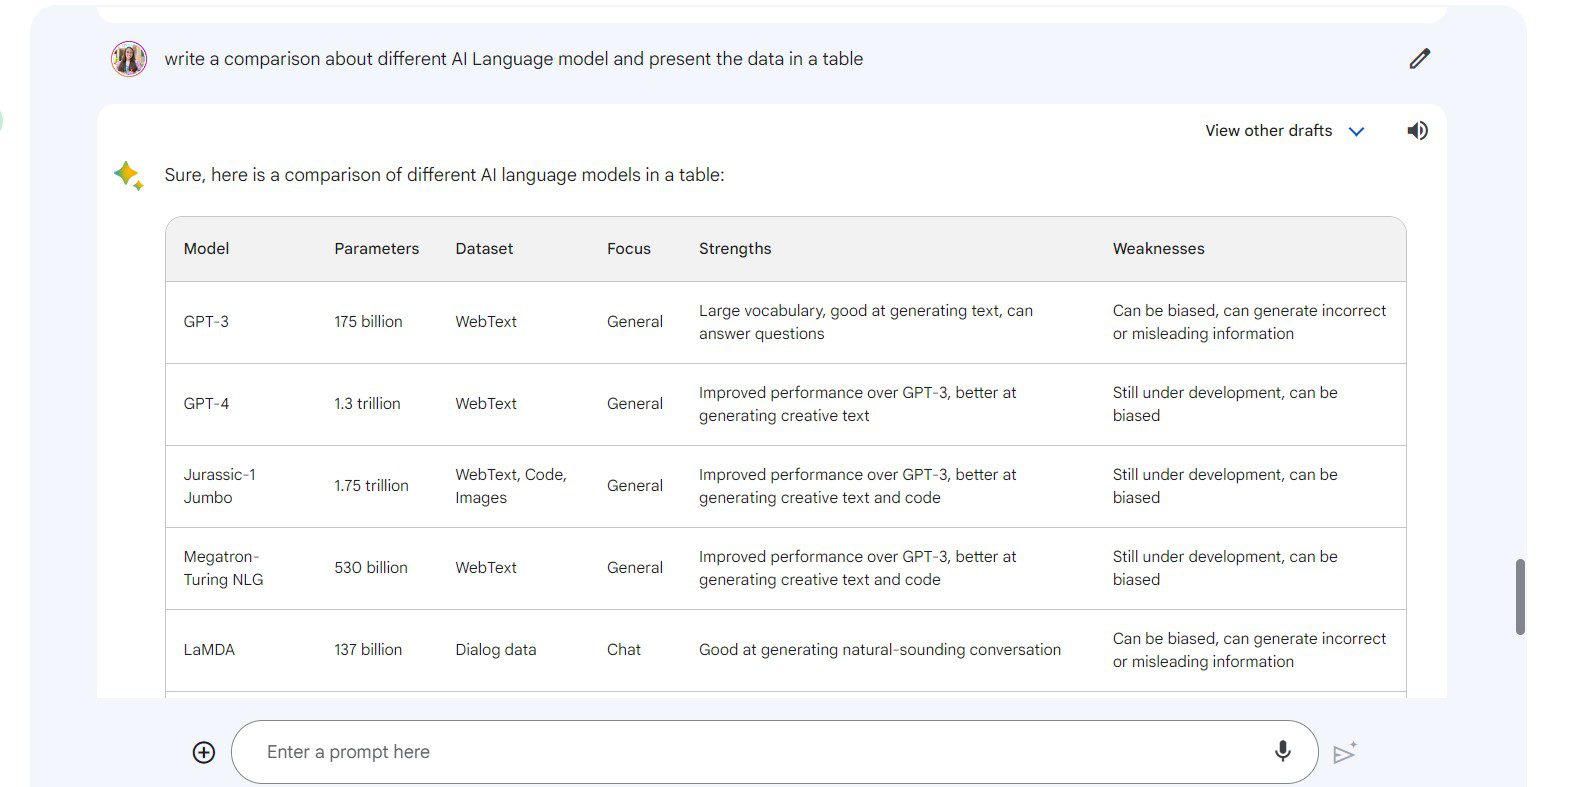 write a comparison about different AI Language model and present the data in a table
View other drafts
Sure, here is a comparison of different AI language models in a table:
Model Parameters Dataset Focus Strengths Weaknesses
GPT-3 175 billion WebText General Large vocabulary, good at generating text, can answer questions Can be biased, can generate incorrect or misleading information
GPT-4 1.3 trillion WebText General Improved performance over GPT-3, better at generating creative text Still under development, can be biased
Jurassic-1 Jumbo 1.75 trillion WebText, Code, Images General Improved performance over GPT-3, better at generating creative text and code Still under development, can be biased
Megatron-Turing NLG 530 billion WebText General Improved performance over GPT-3, better at generating creative text and code Still under development, can be biased
LaMDA 137 billion Dialog data Chat Good at generating natural-sounding conversation Can be biased, can generate incorrect or misleading information
Enter a prompt here